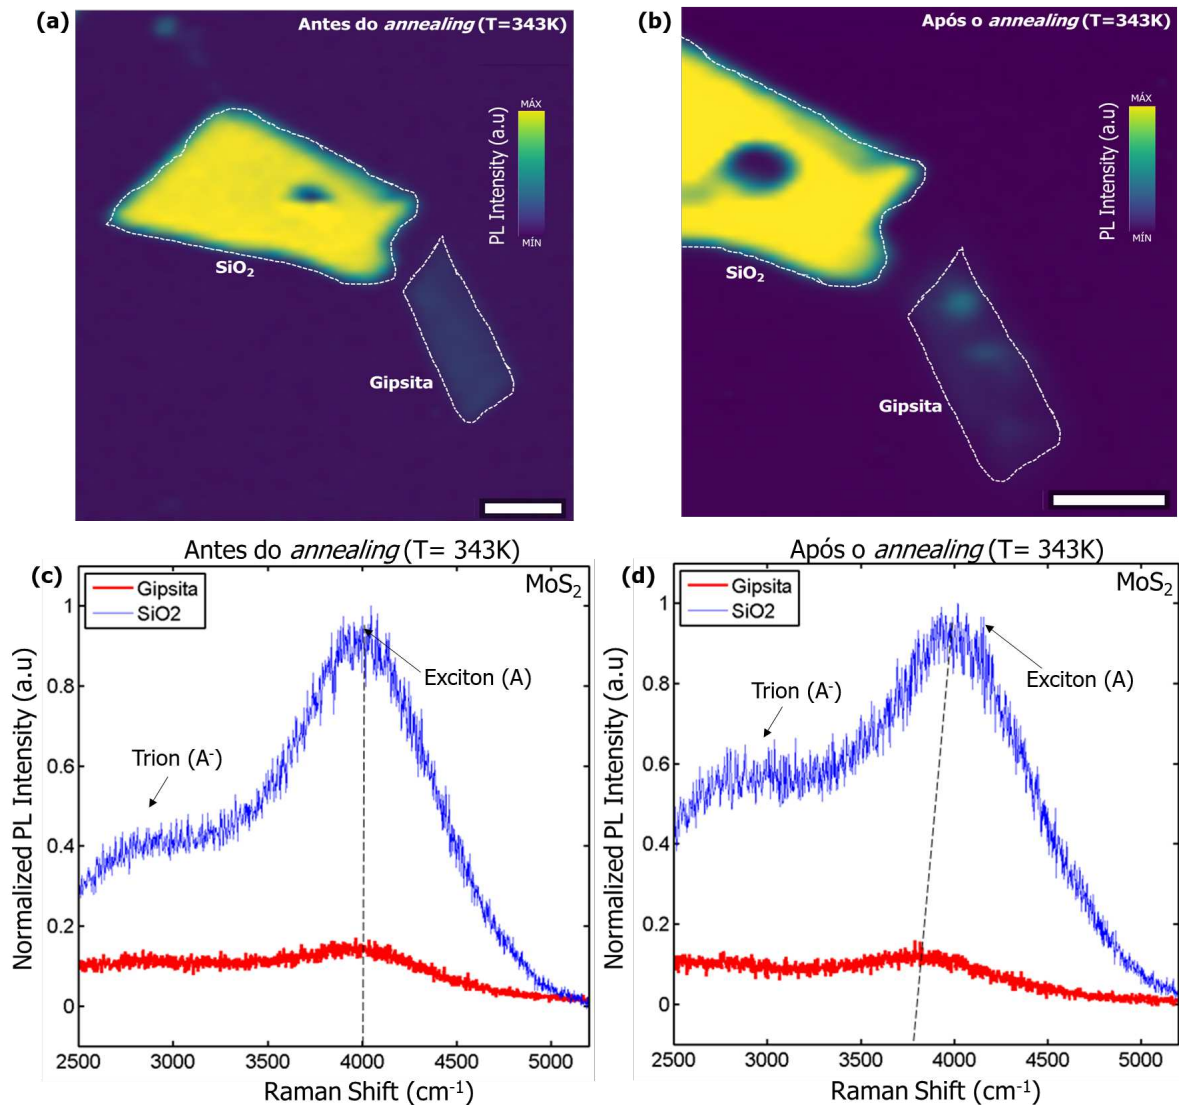 (a)
Antes do annealing (T=343K)
MÁX
PL Intensity (a.u)
MÍN
SiO₂
Gipsita
(b)
Após o annealing (T=343K)
MÁX
PL Intensity (a.u)
MÍN
SiO₂
Gipsita
Antes do annealing (T= 343K)
(c)
Gipsita
SiO2
MoS₂
Exciton (A)
Trion (A⁻)
Normalized PL Intensity (a.u)
1
0.8
0.6
0.4
0.2
0
2500 3000 3500 4000 4500 5000
Raman Shift (cm⁻¹)
Após o annealing (T= 343K)
(d)
Gipsita
SiO2
MoS₂
Exciton (A)
Trion (A⁻)
Normalized PL Intensity (a.u)
1
0.8
0.6
0.4
0.2
0
2500 3000 3500 4000 4500 5000
Raman Shift (cm⁻¹)